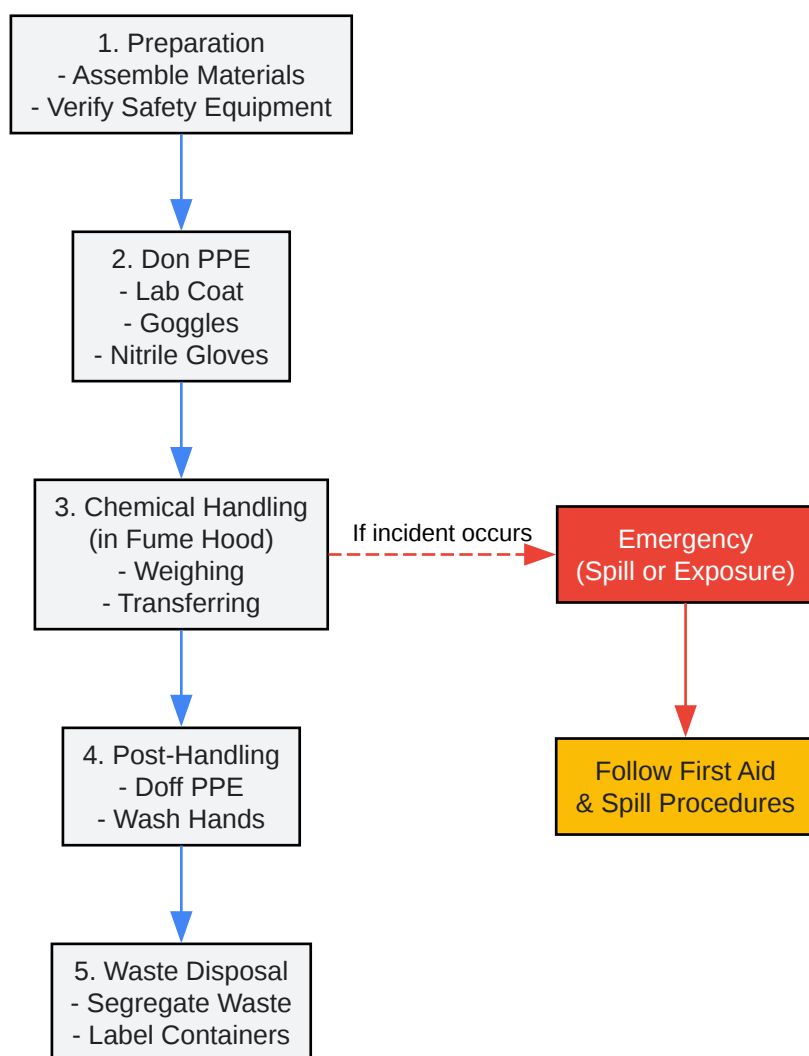 1. Preparation
- Assemble Materials
- Verify Safety Equipment
2. Don PPE
- Lab Coat
- Goggles
- Nitrile Gloves
3. Chemical Handling
(in Fume Hood)
- Weighing
- Transferring
If incident occurs
Emergency
(Spill or Exposure)
4. Post-Handling
- Doff PPE
- Wash Hands
Follow First Aid
& Spill Procedures
5. Waste Disposal
- Segregate Waste
- Label Containers